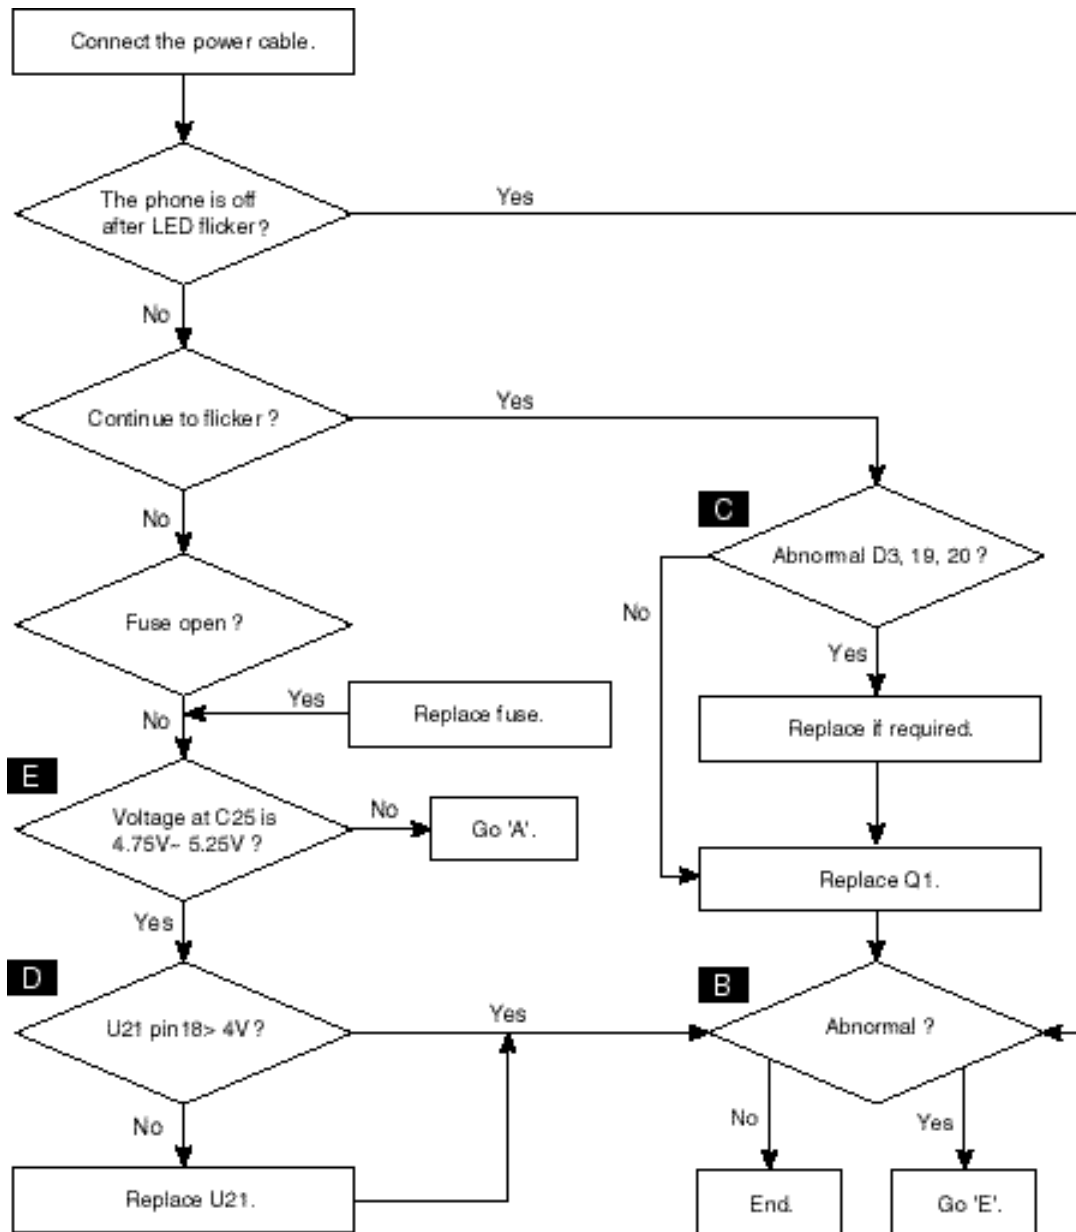 Connect the power cable.
The phone is off
after LED flicker?
Yes
No
Continue to flicker ?
Yes
No
C
Abnormal D3, 19, 20 ?
No
Yes
Fuse open ?
Yes
Replace fuse.
No
Replace if required.
E
Voltage at C25 is
4.75V~ 5.25V ?
No
Go 'A'.
Yes
Replace Q1.
D
U21 pin18> 4V ?
Yes
B
Abnormal ?
No
No
Yes
Replace U21.
End.
Go 'E'.